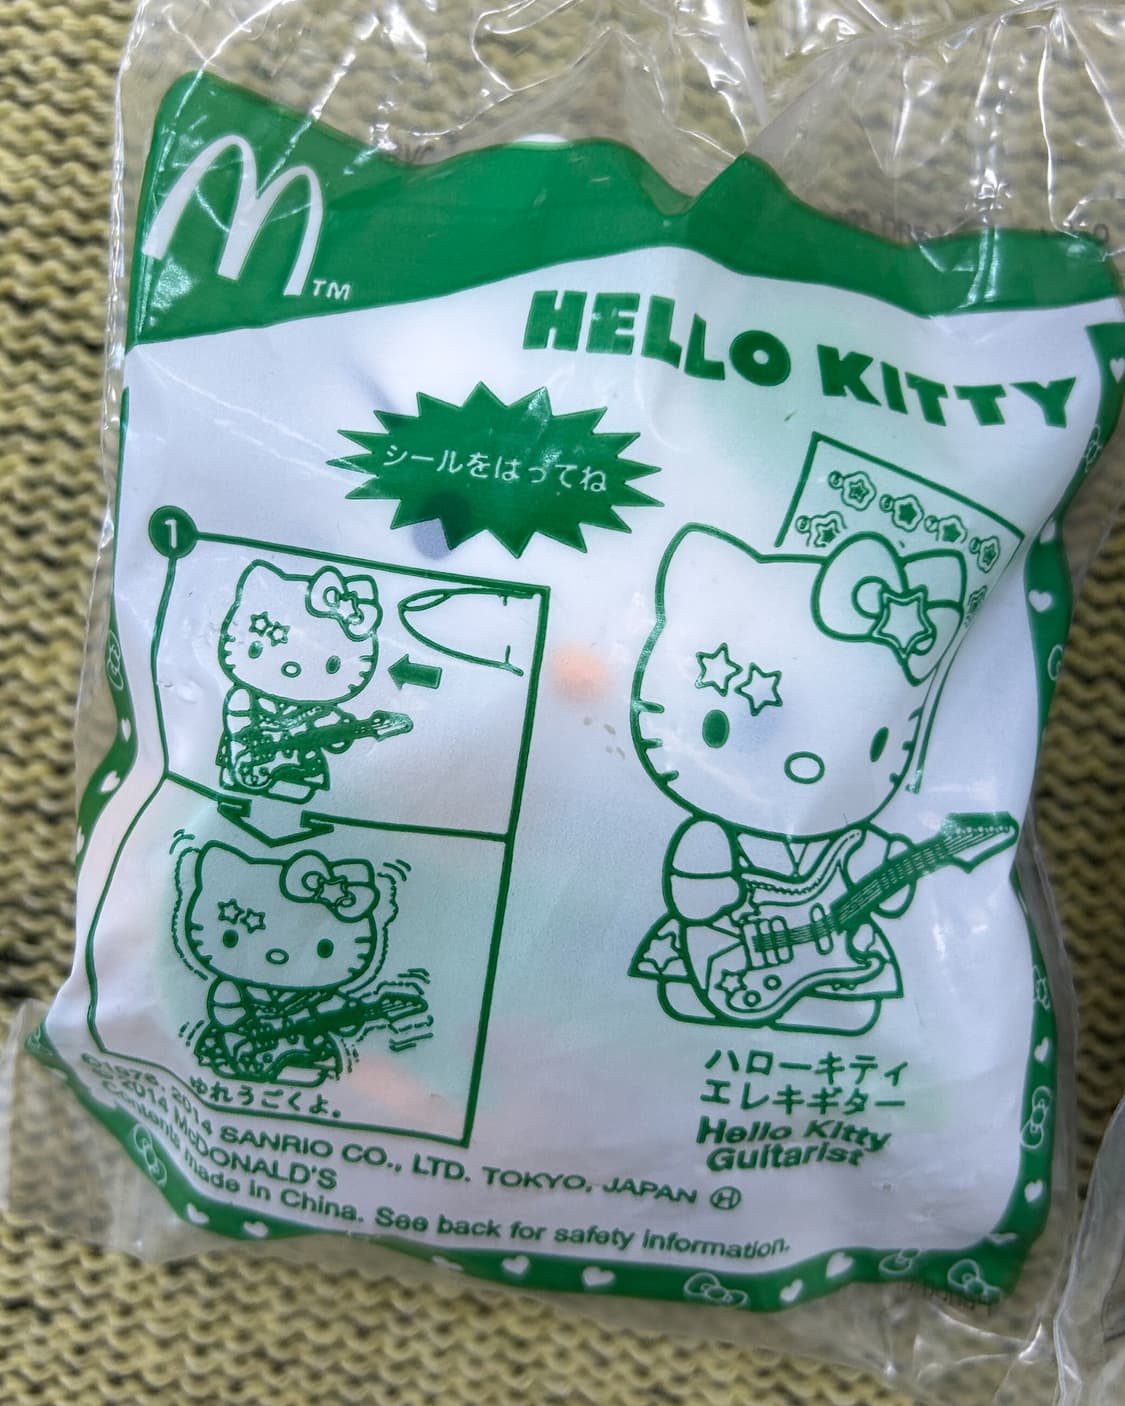 M TM
HELLO KITTY
シールをはってね
1
ゆれうごくよ。
ハローキティ
エレキギター
Hello Kitty
Guitarist
©1976, 2014 SANRIO CO., LTD. TOKYO, JAPAN Ⓗ
©2014 McDONALD'S
Contents made in China. See back for safety information.